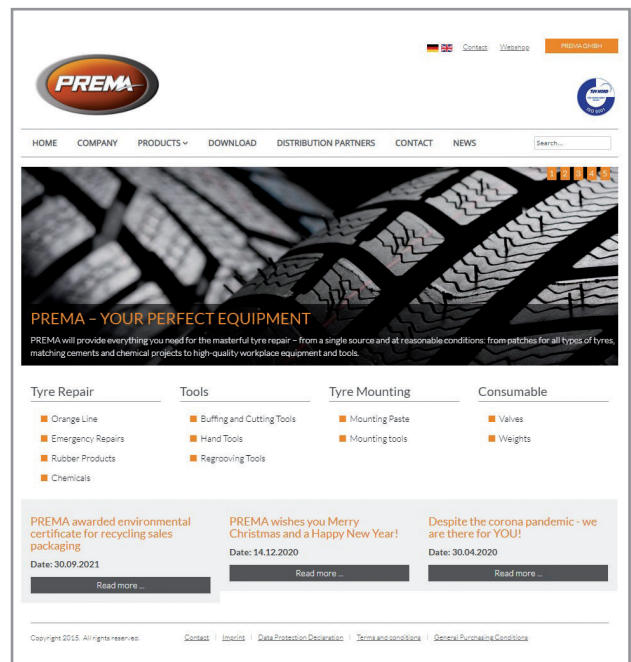 Contact Webshop PREMA GMBH
PREMA
TÜV NORD
ISO 9001
HOME COMPANY PRODUCTS DOWNLOAD DISTRIBUTION PARTNERS CONTACT NEWS Search...
1 2 3 4 5
PREMA – YOUR PERFECT EQUIPMENT
PREMA will provide everything you need for the masterful tyre repair – from a single source and at reasonable conditions: from patches for all types of tyres,
matching cements and chemical projects to high-quality workplace equipment and tools.
Tyre Repair
Orange Line
Emergency Repairs
Rubber Products
Chemicals
Tools
Buffing and Cutting Tools
Hand Tools
Regrooving Tools
Tyre Mounting
Mounting Paste
Mounting tools
Consumable
Valves
Weights
PREMA awarded environmental
certificate for recycling sales
packaging
Date: 30.09.2021
Read more ...
PREMA wishes you Merry
Christmas and a Happy New Year!
Date: 14.12.2020
Read more ...
Despite the corona pandemic - we
are there for YOU!
Date: 30.04.2020
Read more ...
Copyright 2015. All rights reserved. Contact | Imprint | Data Protection Declaration | Terms and conditions | General Purchasing Conditions